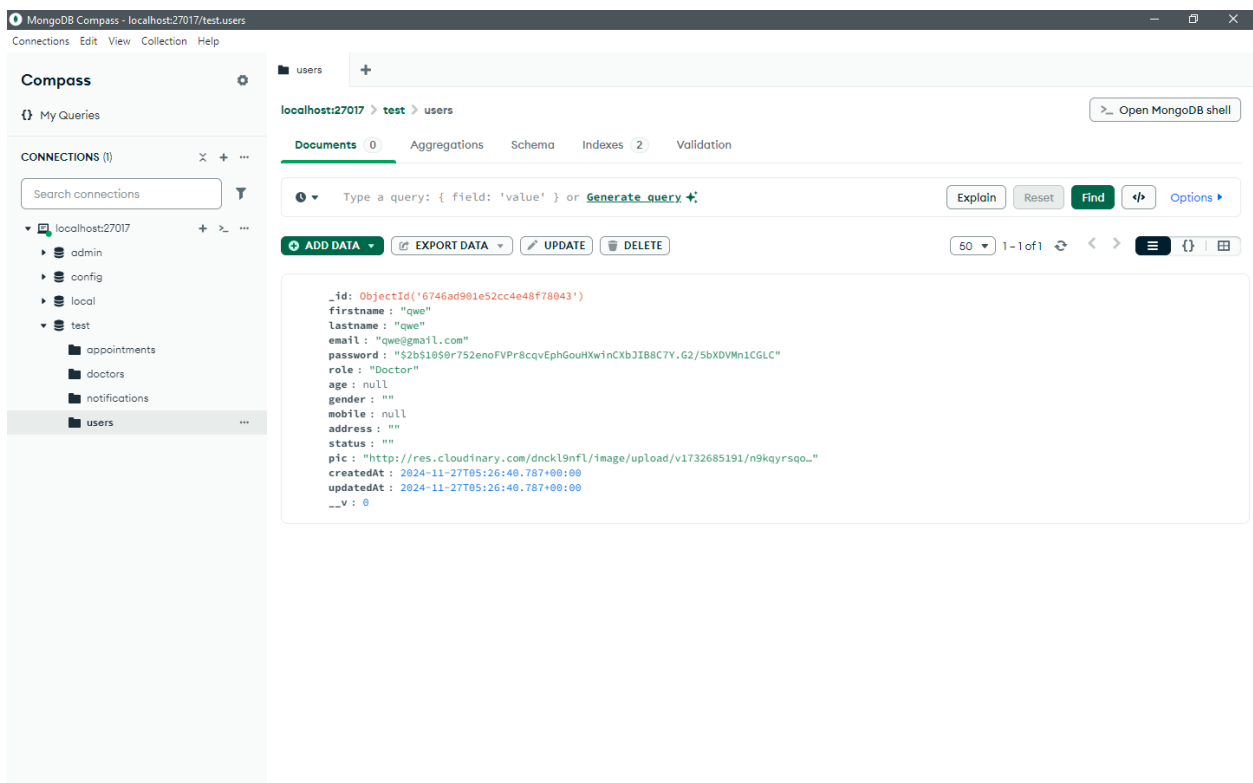 MongoDB Compass - localhost:27017/test.users
Connections Edit View Collection Help
Compass
{} My Queries
CONNECTIONS (1)
Search connections
localhost:27017
admin
config
local
test
appointments
doctors
notifications
users
users
localhost:27017 > test > users
>_ Open MongoDB shell
Documents 0 Aggregations Schema Indexes 2 Validation
Type a query: { field: 'value' } or Generate query
Explain Reset Find </> Options
ADD DATA EXPORT DATA UPDATE DELETE
50 1-1 of 1 {}
_id: ObjectId('6746ad901e52cc4e48f78043')
firstname : "qwe"
lastname : "qwe"
email : "qwe@gmail.com"
password : "$2b$10$0r752enoFVPr8cqvEphGouHXwinCXbJIB8C7Y.G2/5bXDVMn1CGLC"
role : "Doctor"
age : null
gender : ""
mobile : null
address : ""
status : ""
pic : "http://res.cloudinary.com/dnckl9nfl/image/upload/v1732685191/n9kqyrsqo…"
createdAt : 2024-11-27T05:26:40.787+00:00
updatedAt : 2024-11-27T05:26:40.787+00:00
__v : 0